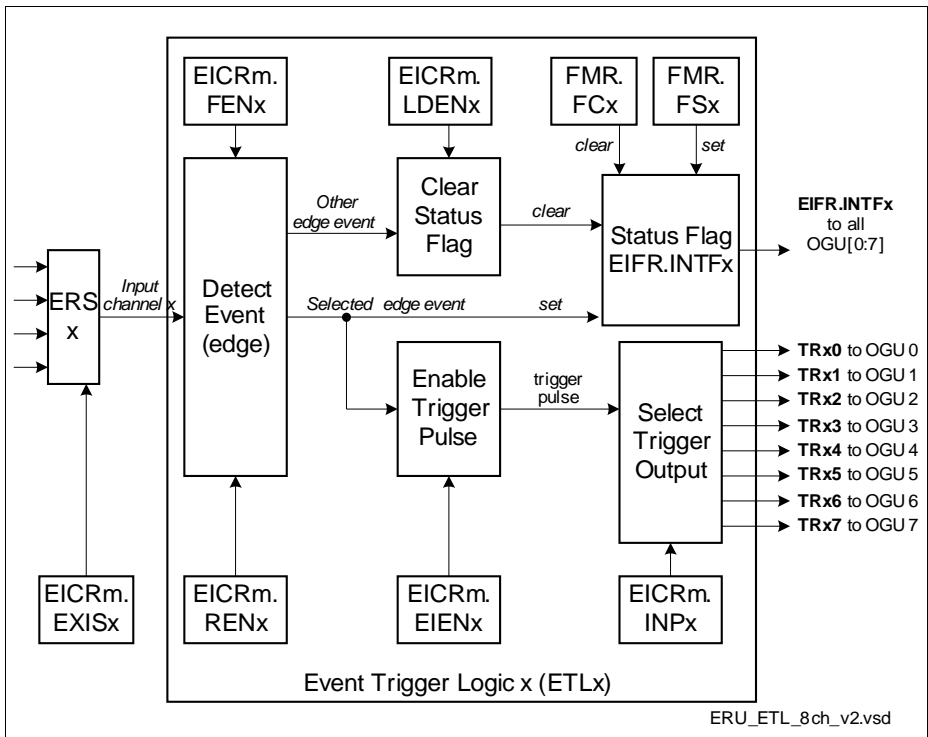 EICRm.
FENx
EICRm.
LDENx
FMR.
FCx
FMR.
FSx
clear
set
Other
edge event
Clear
Status
Flag
clear
Status Flag
EIFR.INTFx
EIFR.INTFx
to all
OGU[0:7]
ERS
x
Input
channel x
Detect
Event
(edge)
Selected edge event
set
Enable
Trigger
Pulse
trigger
pulse
Select
Trigger
Output
TRx0 to OGU 0
TRx1 to OGU 1
TRx2 to OGU 2
TRx3 to OGU 3
TRx4 to OGU 4
TRx5 to OGU 5
TRx6 to OGU 6
TRx7 to OGU 7
EICRm.
EXISx
EICRm.
RENx
EICRm.
EIENx
EICRm.
INPx
Event Trigger Logic x (ETLx)
ERU_ETL_8ch_v2.vsd